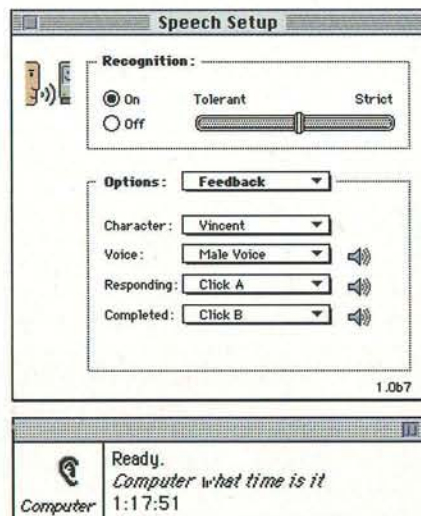 Speech Setup
Recognition:
On Tolerant Strict
Off
Options: Feedback
Character: Vincent
Voice: Male Voice
Responding: Click A
Completed: Click B
1.0b7
Ready.
Computer what time is it
Computer 1:17:51